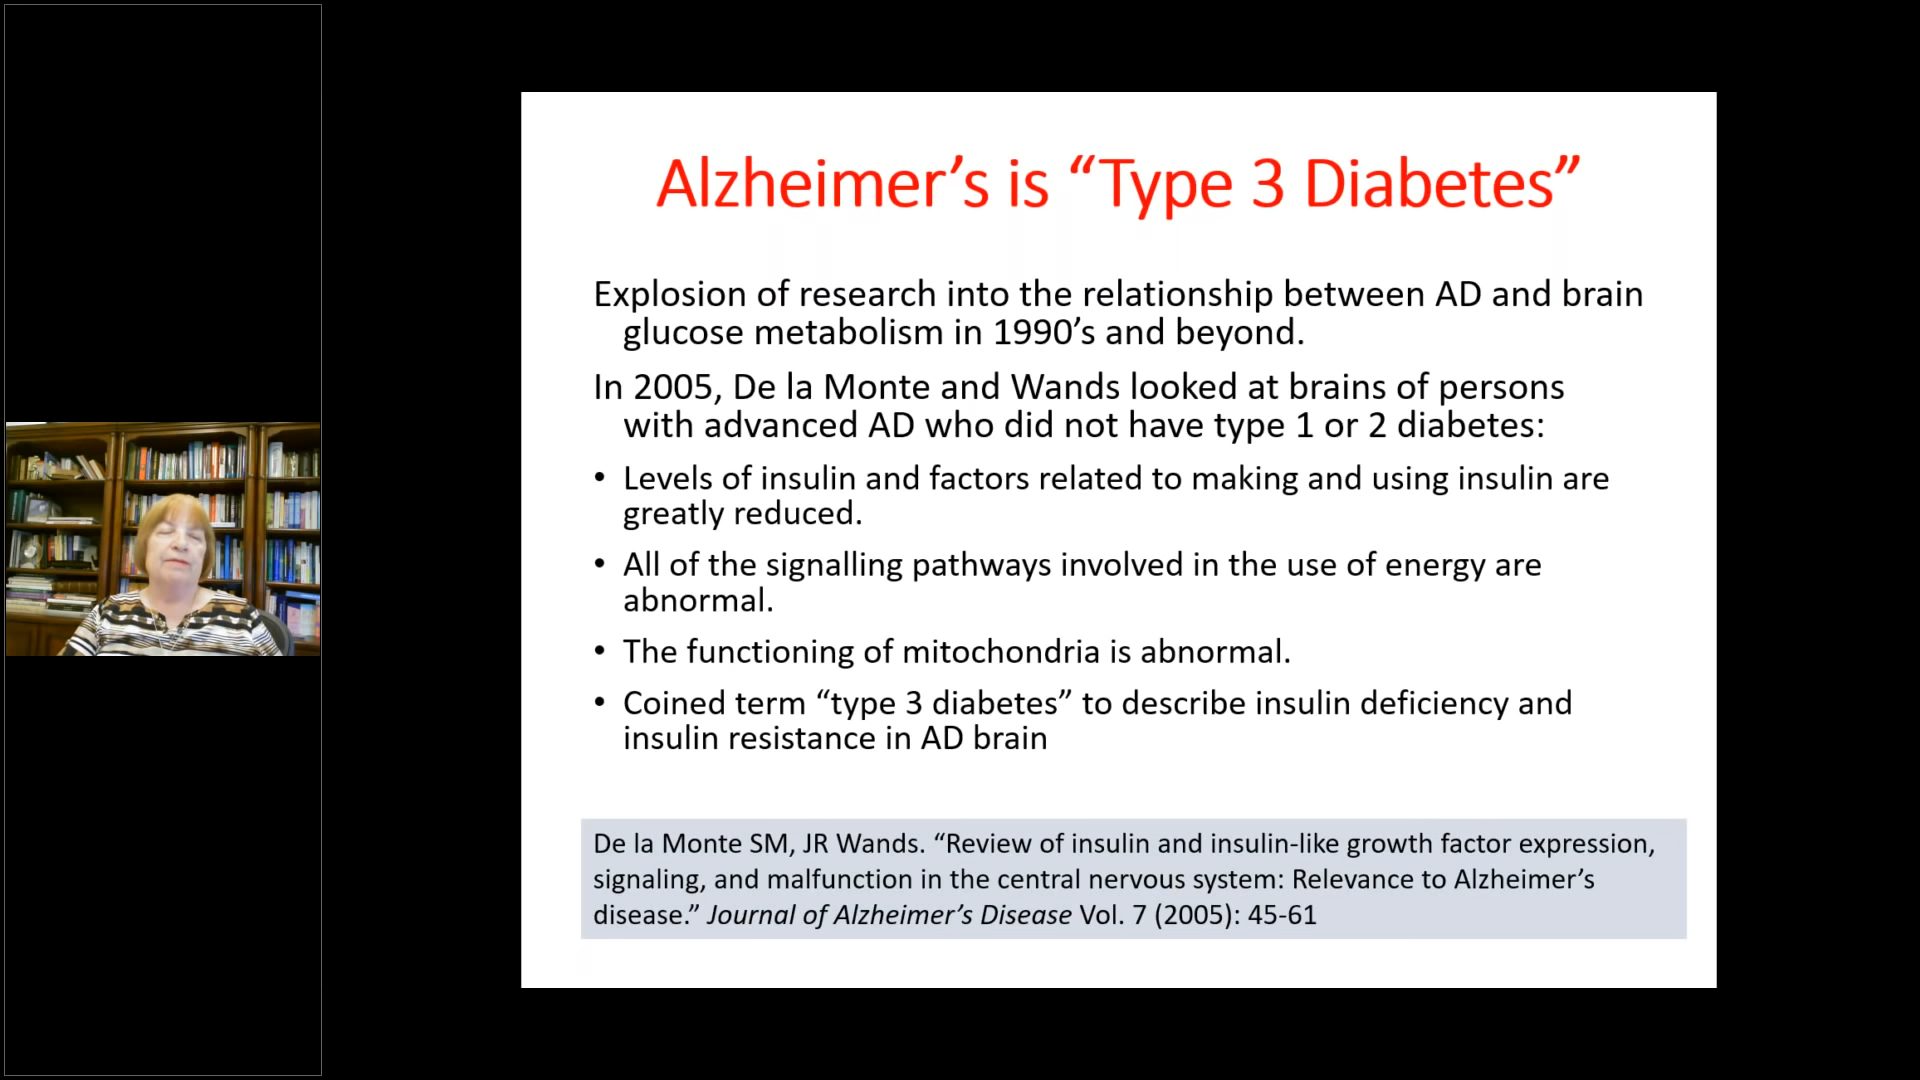 Alzheimer’s is “Type 3 Diabetes”
Explosion of research into the relationship between AD and brain
glucose metabolism in 1990’s and beyond.
In 2005, De la Monte and Wands looked at brains of persons
with advanced AD who did not have type 1 or 2 diabetes:
• Levels of insulin and factors related to making and using insulin are
greatly reduced.
• All of the signalling pathways involved in the use of energy are
abnormal.
• The functioning of mitochondria is abnormal.
• Coined term “type 3 diabetes” to describe insulin deficiency and
insulin resistance in AD brain
De la Monte SM, JR Wands. “Review of insulin and insulin-like growth factor expression,
signaling, and malfunction in the central nervous system: Relevance to Alzheimer’s
disease.” Journal of Alzheimer’s Disease Vol. 7 (2005): 45-61